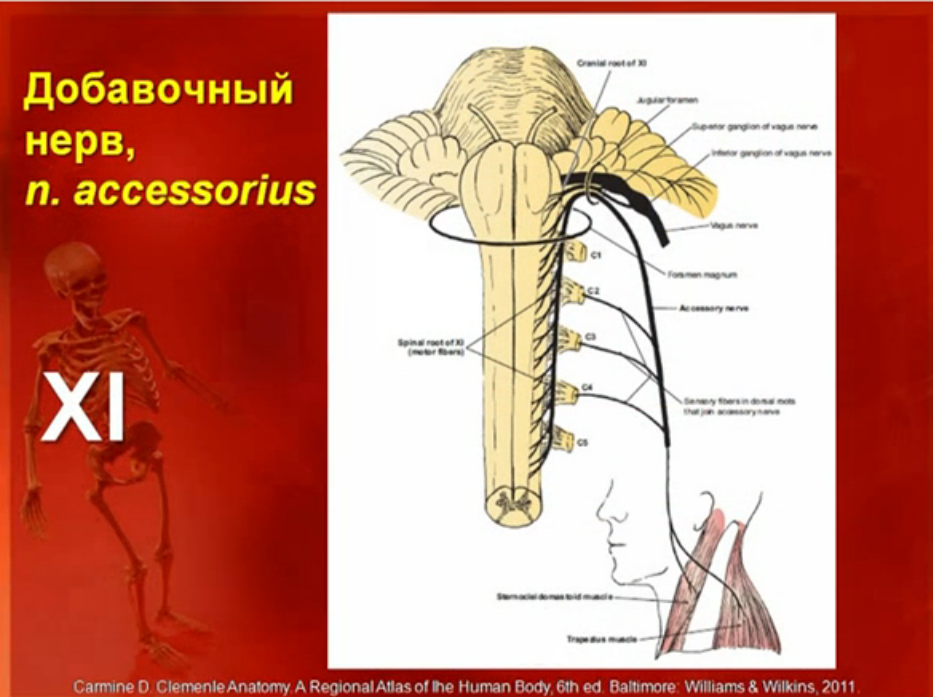 Добавочный
нерв,
n. accessorius
XI
Cranial root of XI
Jugular foramen
Superior ganglion of vagus nerve
Inferior ganglion of vagus nerve
Vagus nerve
C1
Foramen magnum
C2
Accessory nerve
Spinal root of XI
(motor fibers)
C3
C4
Sensory fibers in dorsal roots
that join accessory nerve
C5
Sternocleidomastoid muscle
Trapezius muscle
Carmine D. Clemenle Anatomy. A Regional Atlas of lhe Human Body, 6th ed. Baltimore: Williams & Wilkins, 2011.